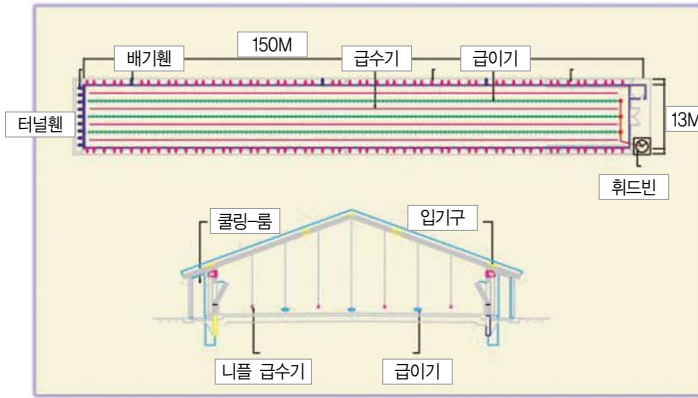 150M
배기휀
급수기
급이기
터널휀
13M
휘드빈
쿨링-룸
입기구
니플 급수기
급이기